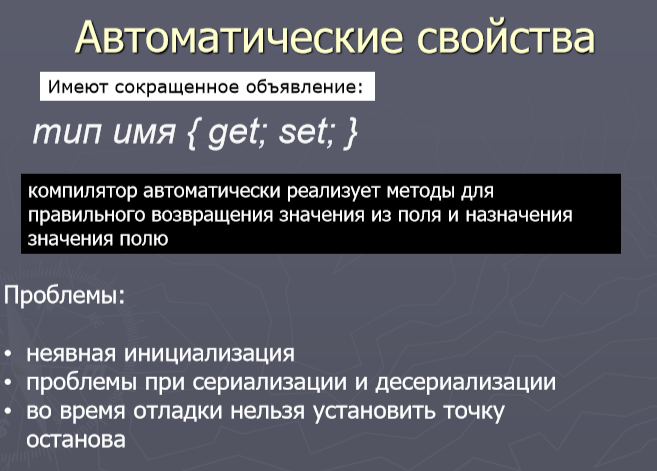 Автоматические свойства
Имеют сокращенное объявление:
тип имя { get; set; }
компилятор автоматически реализует методы для
правильного возвращения значения из поля и назначения
значения полю
Проблемы:
• неявная инициализация
• проблемы при сериализации и десериализации
• во время отладки нельзя установить точку
останова